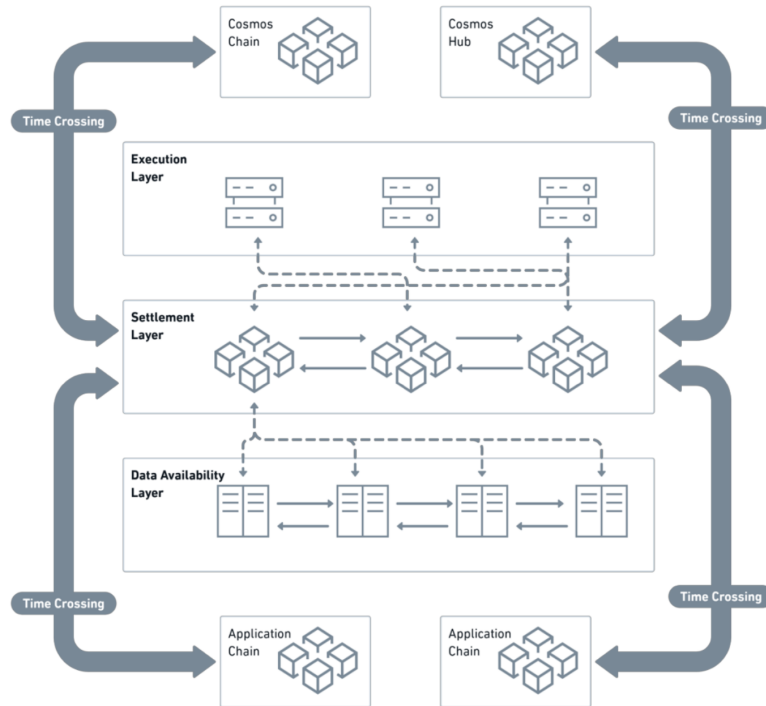 Cosmos
Chain
Cosmos
Hub
Time Crossing
Time Crossing
Execution
Layer
Settlement
Layer
Data Availability
Layer
Time Crossing
Time Crossing
Application
Chain
Application
Chain